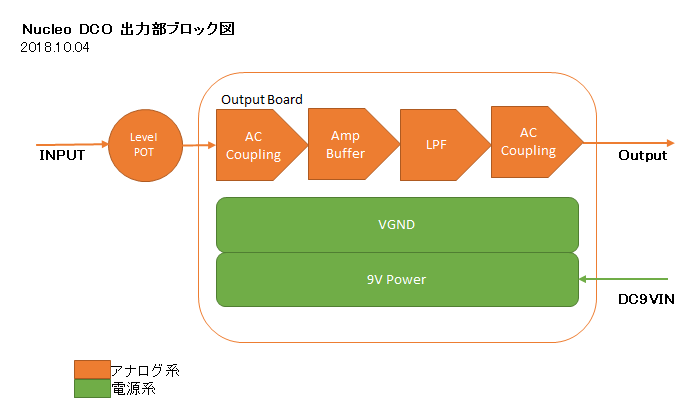 Nucleo DCO 出力部ブロック図
2018.10.04
Output Board
Level
POT
AC
Coupling
Amp
Buffer
LPF
AC
Coupling
INPUT
Output
VGND
9V Power
DC9VIN
アナログ系
電源系